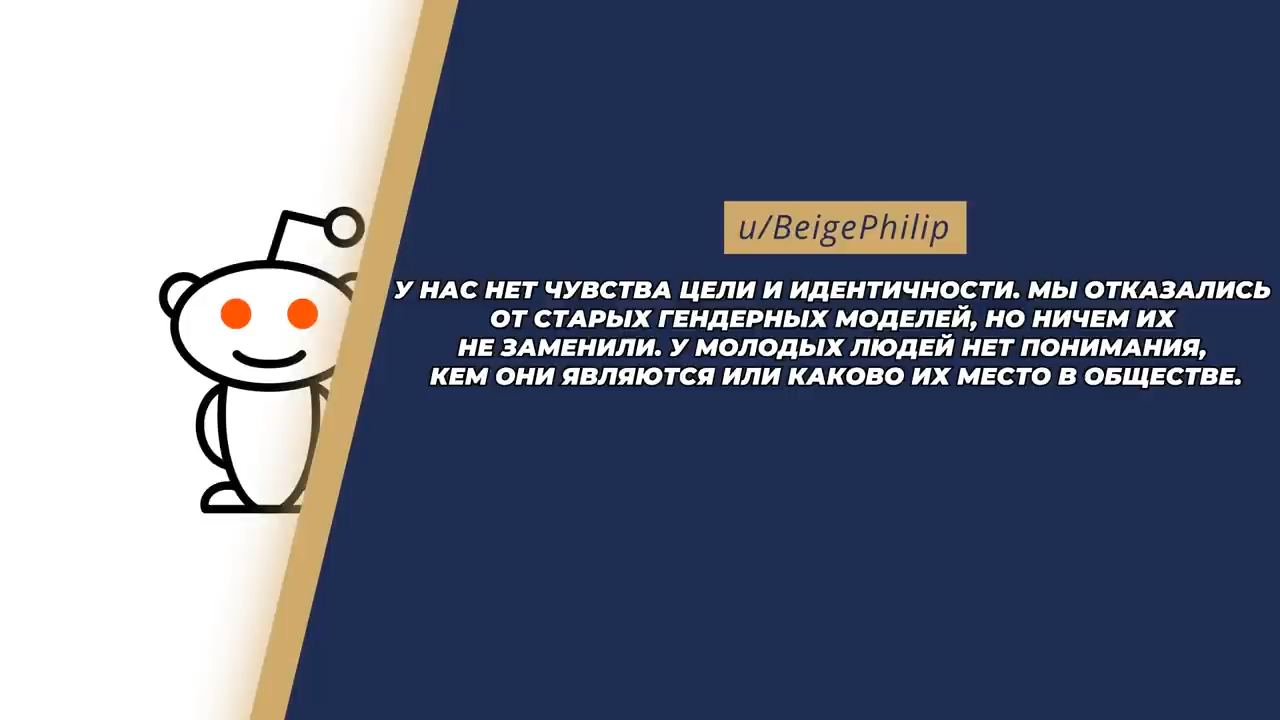 u/BeigePhilip
У НАС НЕТ ЧУВСТВА ЦЕЛИ И ИДЕНТИЧНОСТИ. МЫ ОТКАЗАЛИСЬ
ОТ СТАРЫХ ГЕНДЕРНЫХ МОДЕЛЕЙ, НО НИЧЕМ ИХ
НЕ ЗАМЕНИЛИ. У МОЛОДЫХ ЛЮДЕЙ НЕТ ПОНИМАНИЯ,
КЕМ ОНИ ЯВЛЯЮТСЯ ИЛИ КАКОВО ИХ МЕСТО В ОБЩЕСТВЕ.